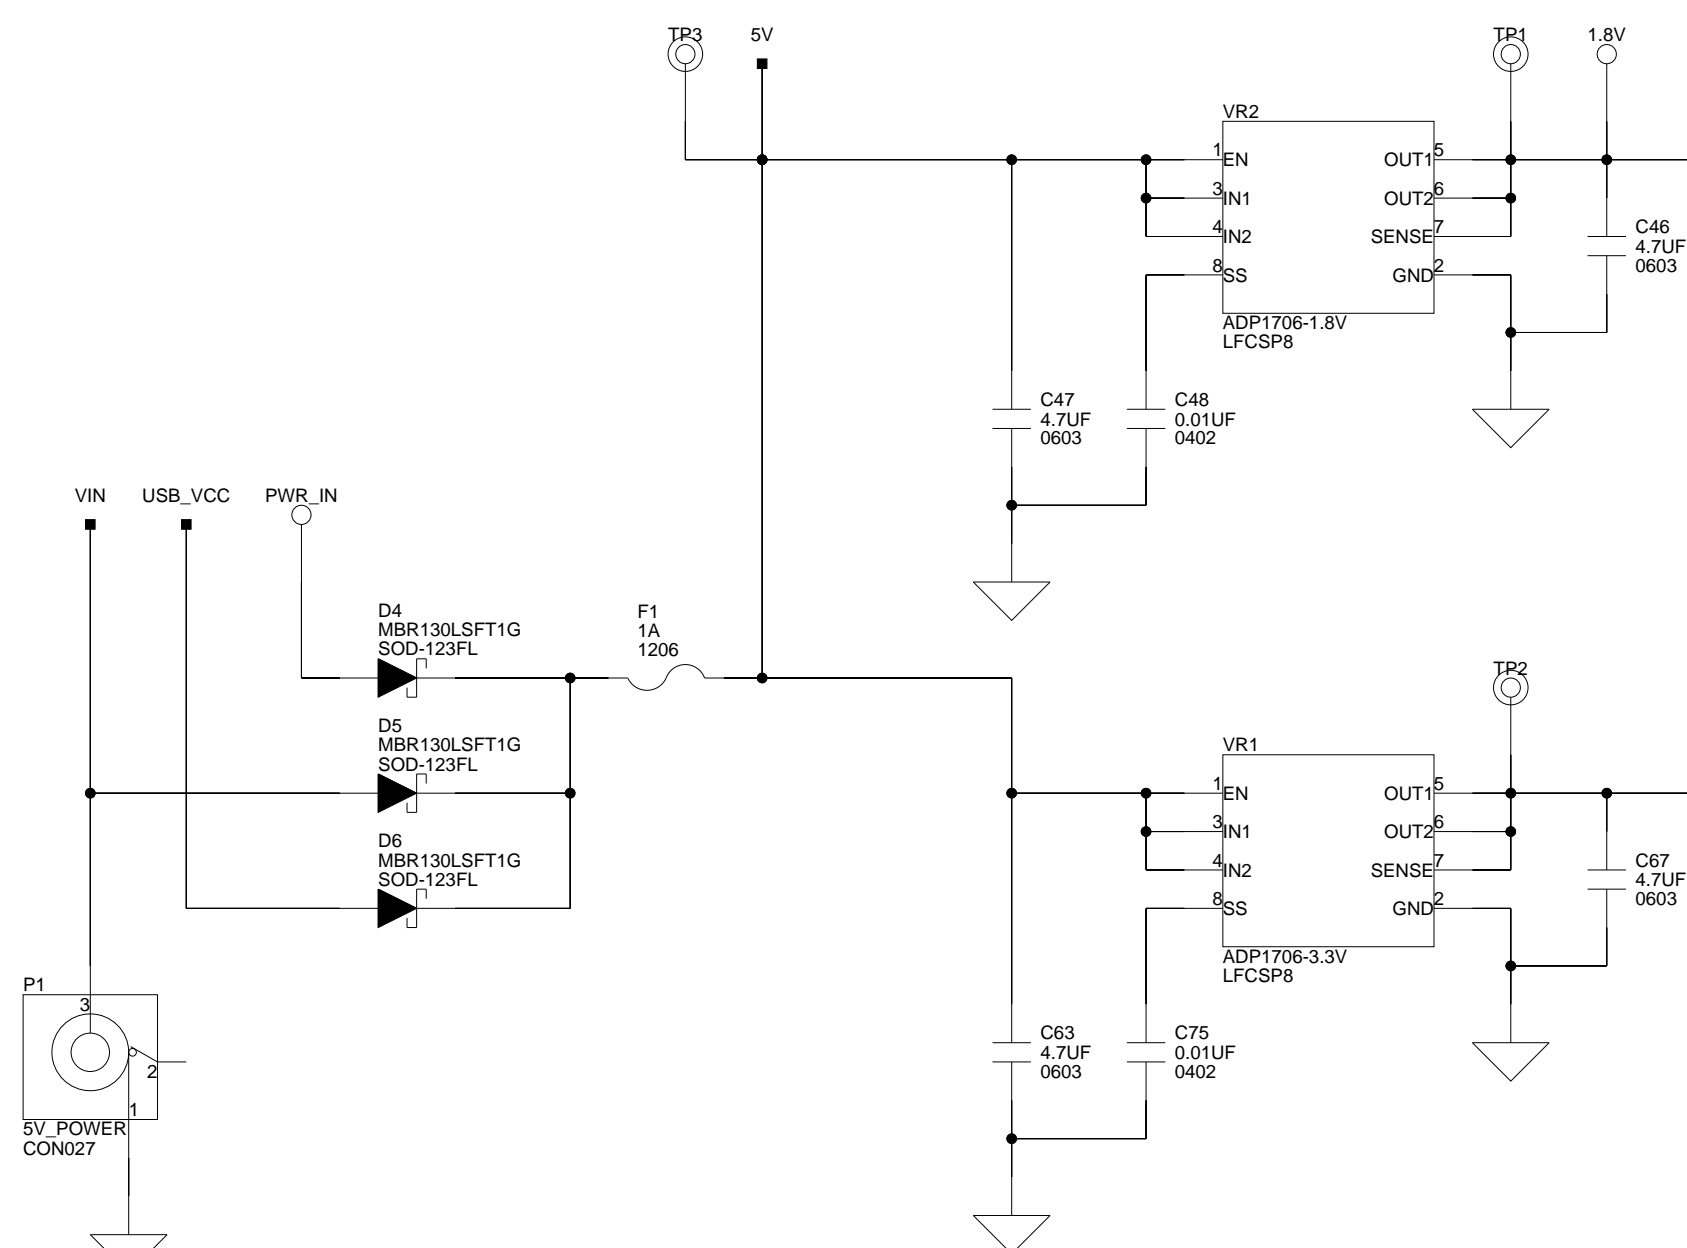 TP3
5V
TP1
1.8V
VR2
1
EN
3
IN1
4
IN2
8
SS
OUT1
5
OUT2
6
SENSE
7
GND
2
ADP1706-1.8V
LFCSP8
C46
4.7UF
0603
C47
4.7UF
0603
C48
0.01UF
0402
VIN
USB_VCC
PWR_IN
D4
MBR130LSFT1G
SOD-123FL
F1
1A
1206
D5
MBR130LSFT1G
SOD-123FL
D6
MBR130LSFT1G
SOD-123FL
TP2
VR1
1
EN
3
IN1
4
IN2
8
SS
OUT1
5
OUT2
6
SENSE
7
GND
2
ADP1706-3.3V
LFCSP8
C67
4.7UF
0603
C63
4.7UF
0603
C75
0.01UF
0402
P1
3
2
1
5V_POWER
CON027